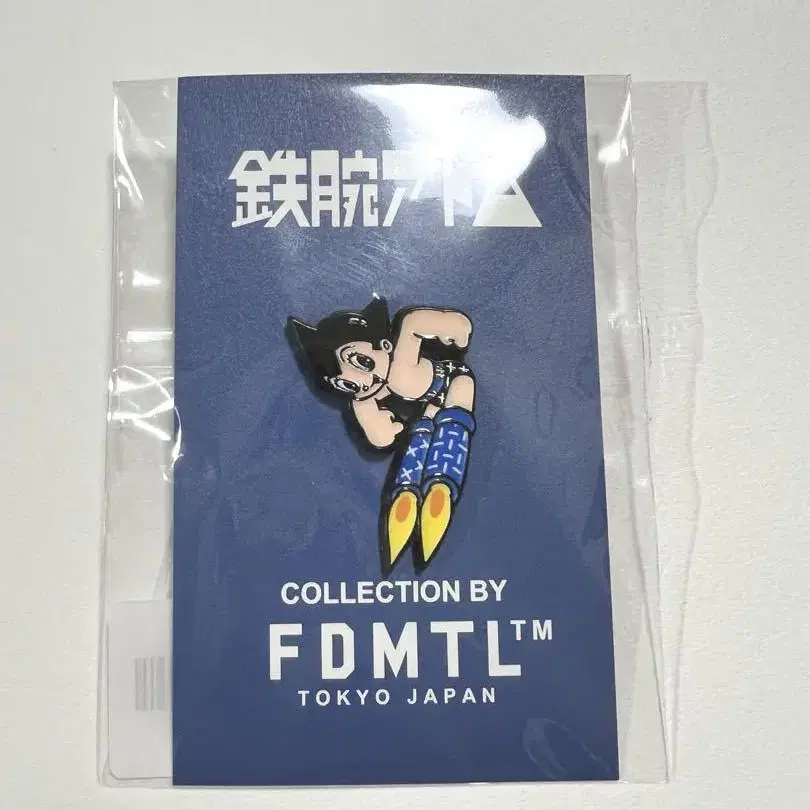 鉄腕アトム
COLLECTION BY
FDMTL™
TOKYO JAPAN